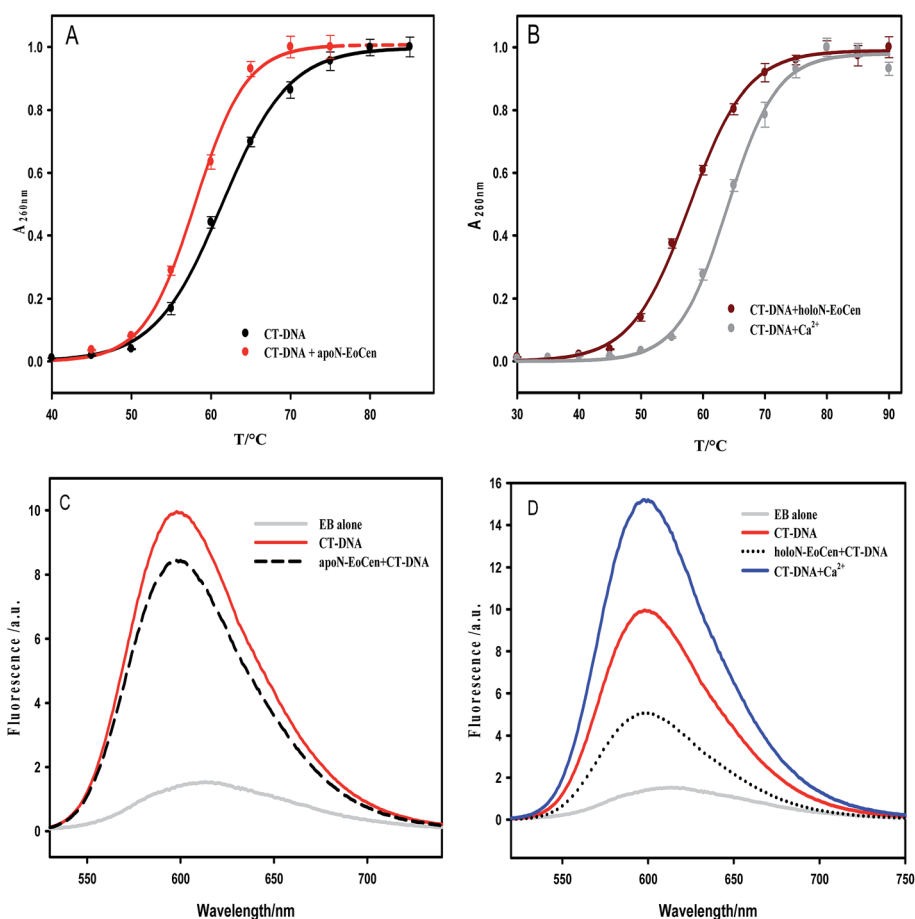 A
1.0
0.8
0.6
0.4
0.2
0.0
A 260nm
CT-DNA
CT-DNA + apoN-EoCen
40 50 60 70 80
T/°C
B
1.0
0.8
0.6
0.4
0.2
0.0
A 260nm
CT-DNA+holoN-EoCen
CT-DNA+Ca²⁺
30 40 50 60 70 80 90
T/°C
C
10
8
6
4
2
0
Fluorescence /a.u.
EB alone
CT-DNA
apoN-EoCen+CT-DNA
550 600 650 700
Wavelength/nm
D
16
14
12
10
8
6
4
2
0
Fluorescence /a.u.
EB alone
CT-DNA
holoN-EoCen+CT-DNA
CT-DNA+Ca²⁺
550 600 650 700 750
Wavelength/nm